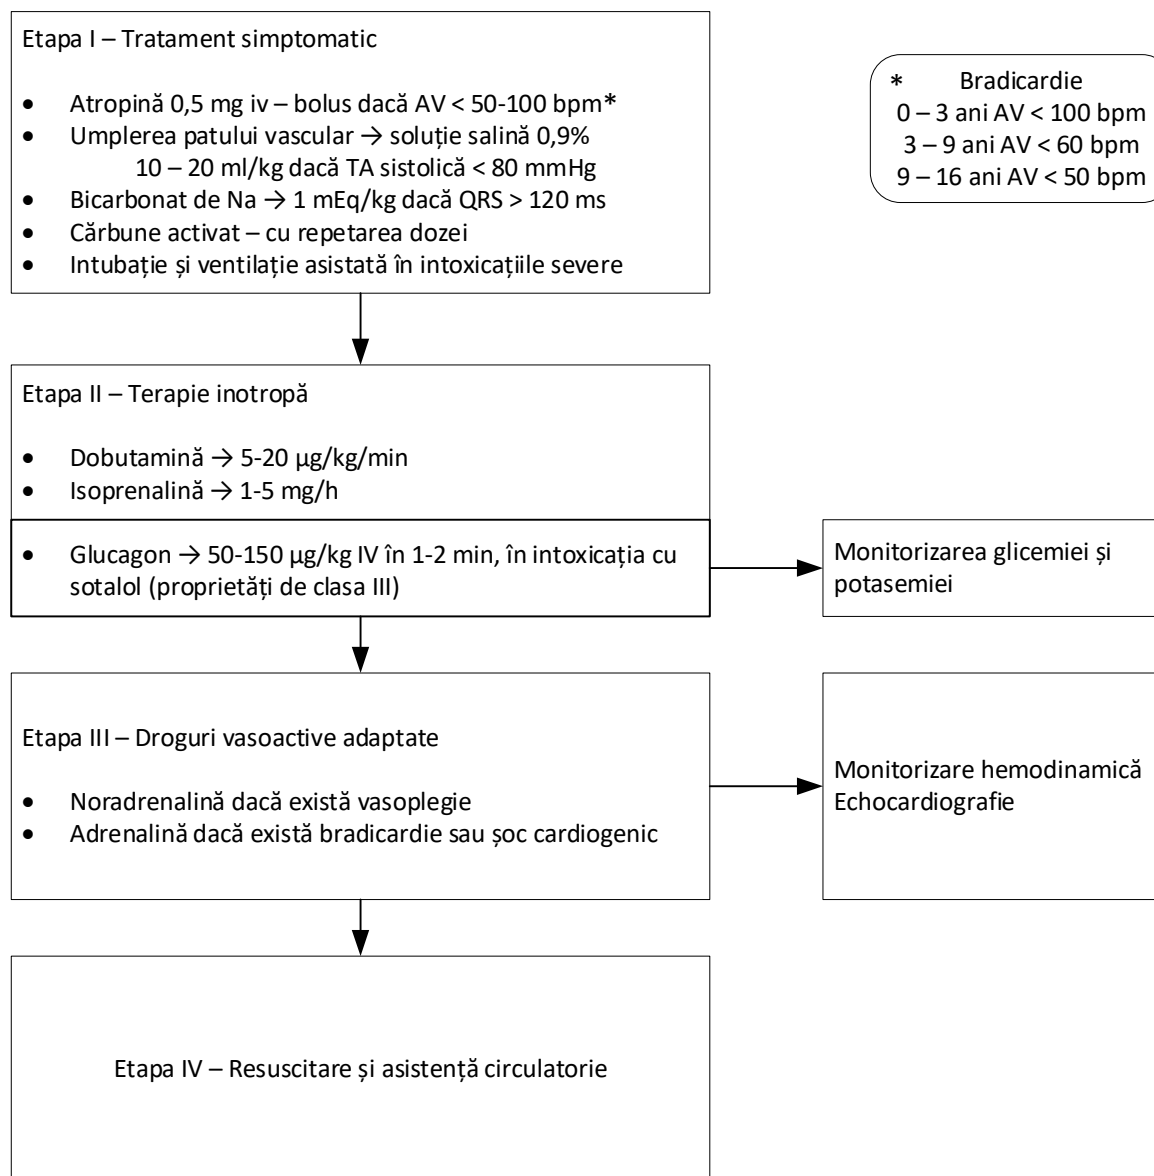 Etapa I – Tratament simptomatic
• Atropină 0,5 mg iv – bolus dacă AV < 50-100 bpm*
• Umplerea patului vascular → soluție salină 0,9%
10 – 20 ml/kg dacă TA sistolică < 80 mmHg
• Bicarbonat de Na → 1 mEq/kg dacă QRS > 120 ms
• Cărbune activat – cu repetarea dozei
• Intubație și ventilație asistată în intoxicațiile severe
* Bradicardie
0 – 3 ani AV < 100 bpm
3 – 9 ani AV < 60 bpm
9 – 16 ani AV < 50 bpm
Etapa II – Terapie inotropă
• Dobutamină → 5-20 µg/kg/min
• Isoprenalină → 1-5 mg/h
• Glucagon → 50-150 µg/kg IV în 1-2 min, în intoxicația cu
sotalol (proprietăți de clasa III)
Monitorizarea glicemiei și
potasemiei
Etapa III – Droguri vasoactive adaptate
• Noradrenalină dacă există vasoplegie
• Adrenalină dacă există bradicardie sau șoc cardiogenic
Monitorizare hemodinamică
Echocardiografie
Etapa IV – Resuscitare și asistență circulatorie